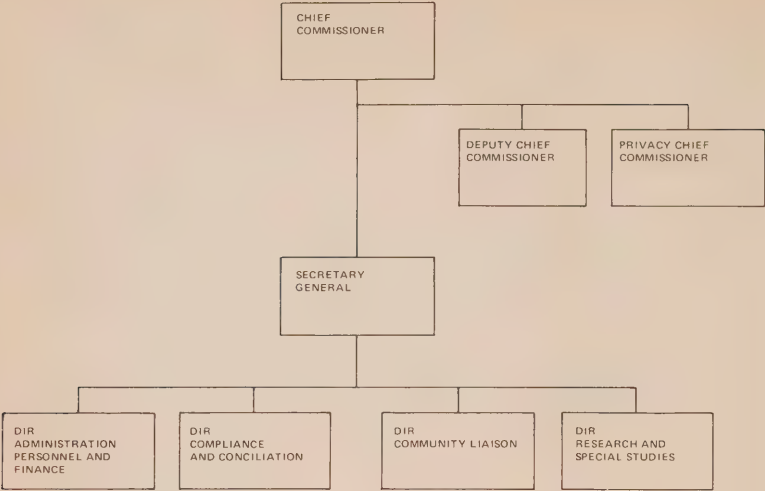 CHIEF
COMMISSIONER
DEPUTY CHIEF
COMMISSIONER
PRIVACY CHIEF
COMMISSIONER
SECRETARY
GENERAL
DIR
ADMINISTRATION
PERSONNEL AND
FINANCE
DIR
COMPLIANCE
AND CONCILIATION
DIR
COMMUNITY LIAISON
DIR
RESEARCH AND
SPECIAL STUDIES